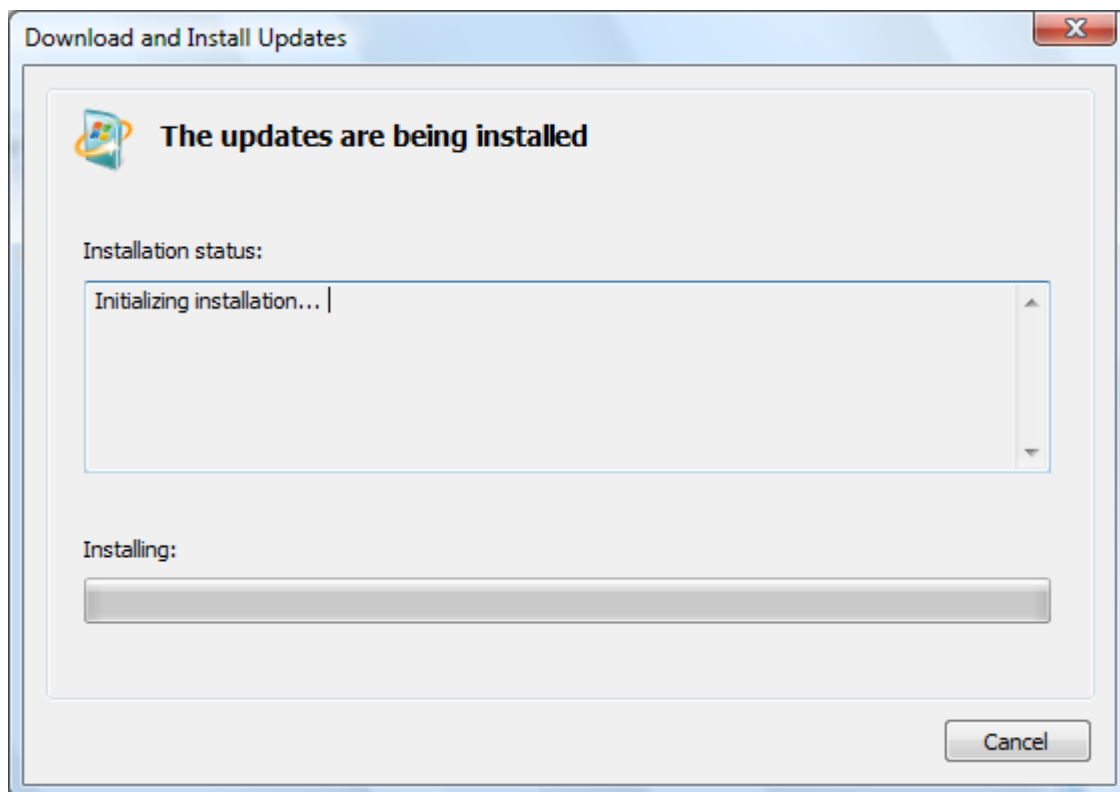 Download and Install Updates
The updates are being installed
Installation status:
Initializing installation...
Installing:
Cancel